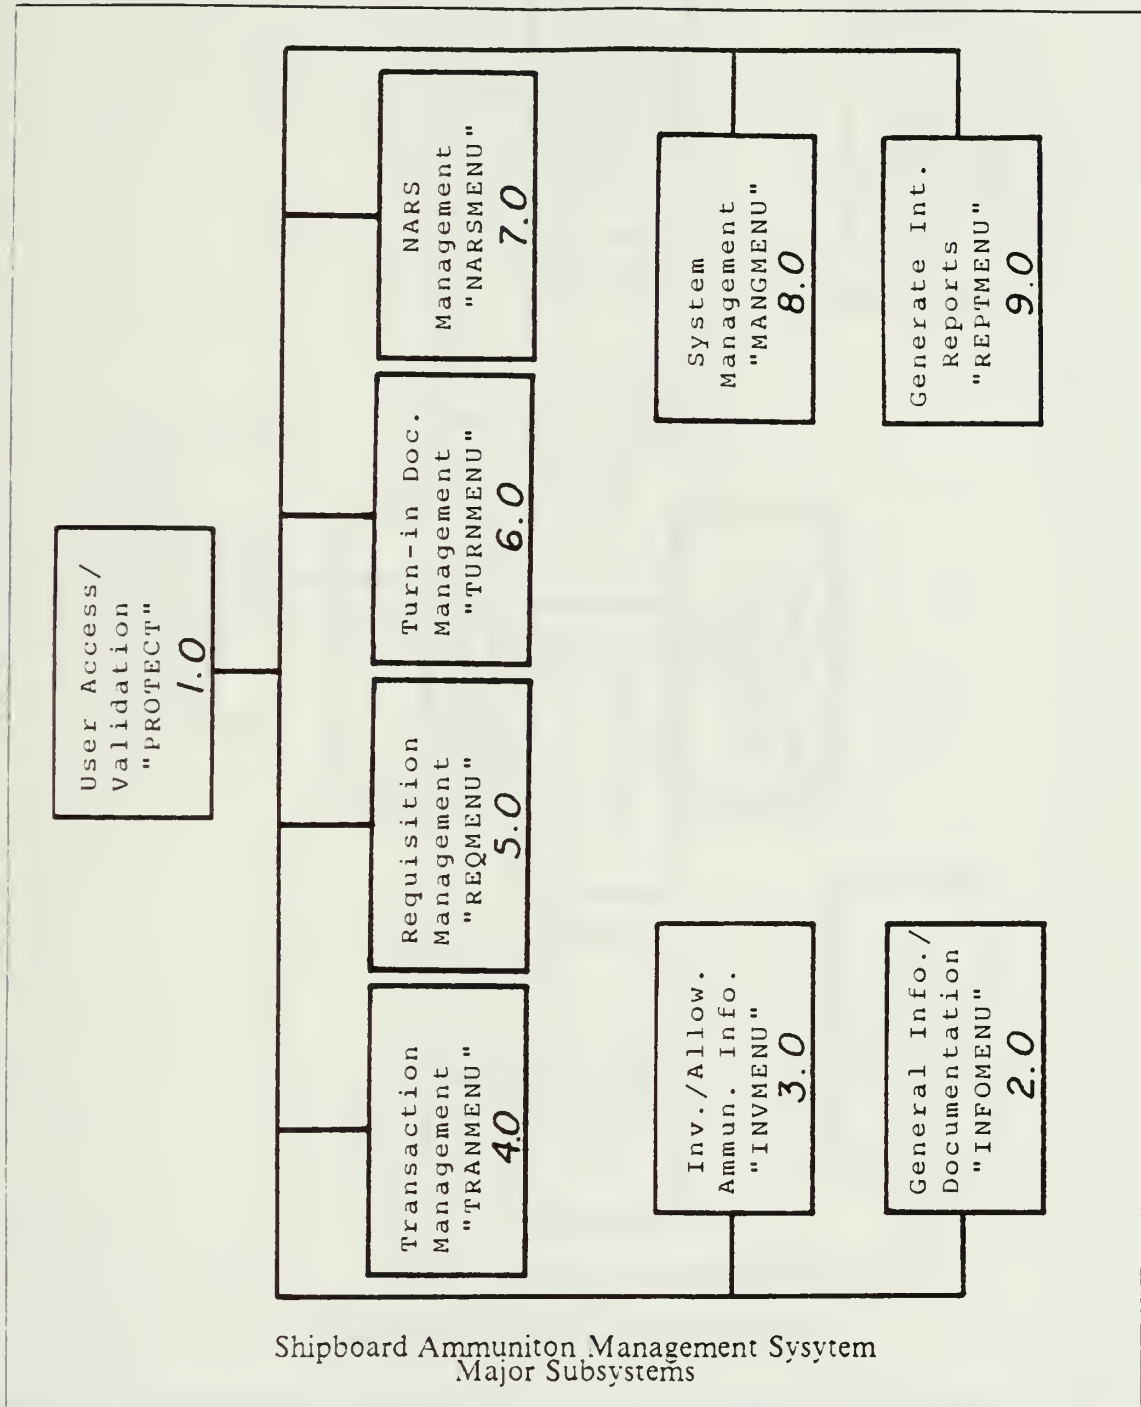 User Access/
Validation
"PROTECT"
1.0
Transaction
Management
"TRANMENU"
4.0
Requisition
Management
"REQMENU"
5.0
Turn-in Doc.
Management
"TURNMENU"
6.0
NARS
Management
"NARSMENU"
7.0
Inv./Allow.
Ammun. Info.
"INVMENU"
3.0
System
Management
"MANGMENU"
8.0
General Info./
Documentation
"INFOMENU"
2.0
Generate Int.
Reports
"REPTMENU"
9.0
Shipboard Ammuniton Management Sysytem
Major Subsystems